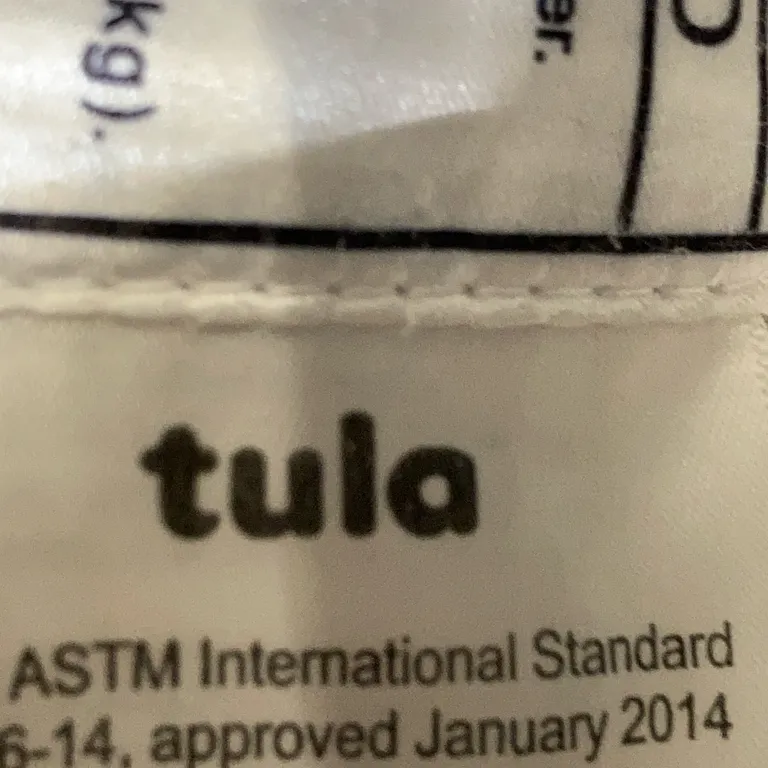 kg).
er.
tula
ASTM International Standard
6-14, approved January 2014